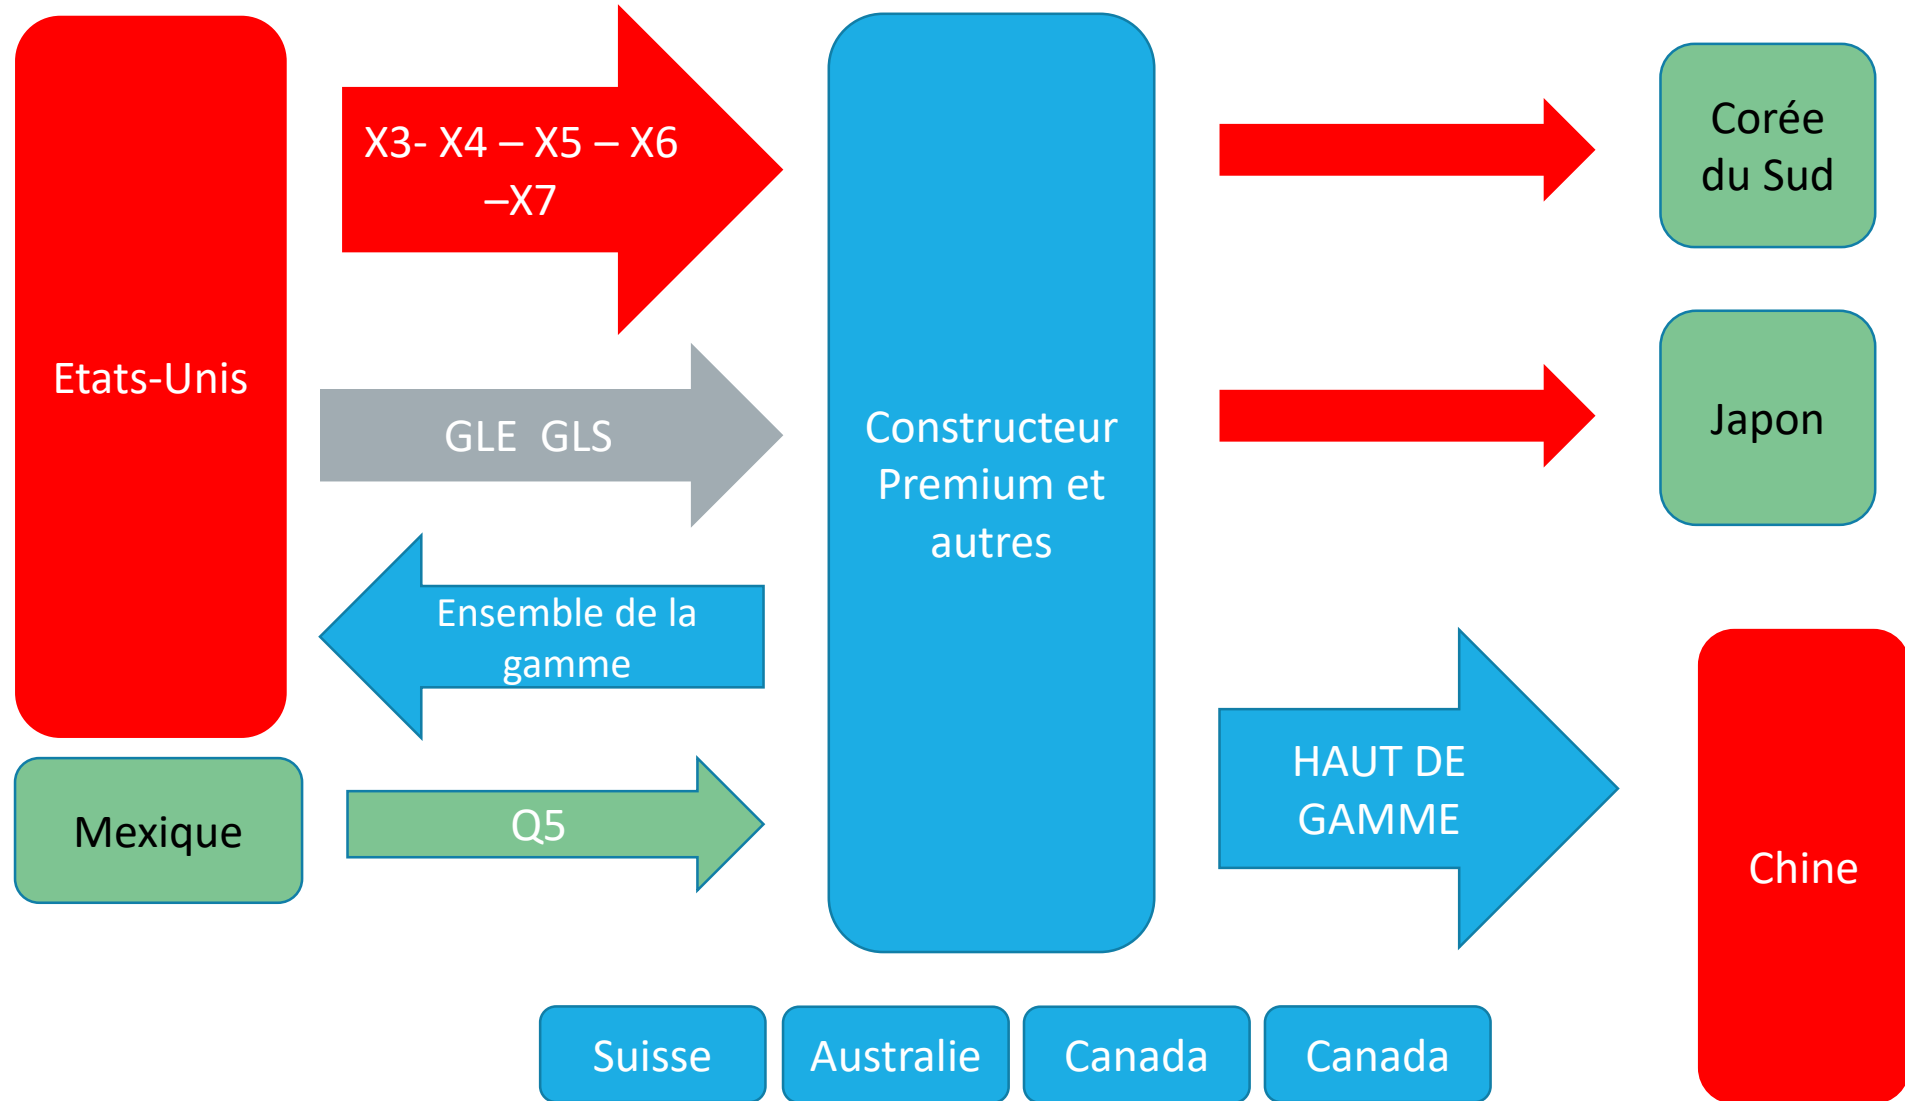 Etats-Unis
X3- X4 – X5 – X6
–X7
GLE  GLS
Ensemble de la
gamme
Mexique
Q5
Constructeur
Premium et
autres
Corée
du Sud
Japon
HAUT DE
GAMME
Chine
Suisse
Australie
Canada
Canada